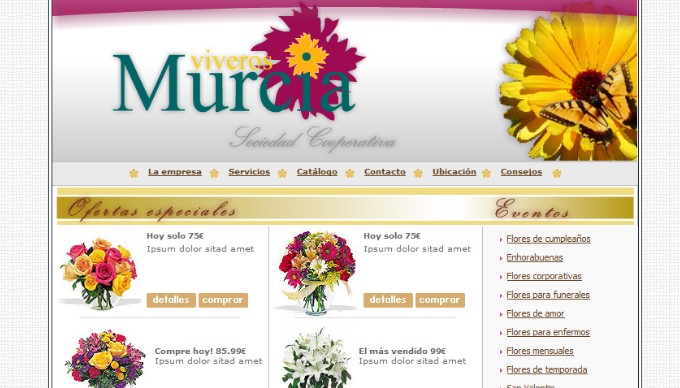 viveros
Murcia
Sociedad Cooperativa
La empresa Servicios Catálogo Contacto Ubicación Consejos
Ofertas especiales
Hoy solo 75€
Ipsum dolor sitad amet
detalles comprar
Hoy solo 75€
Ipsum dolor sitad amet
detalles comprar
Compre hoy! 85.99€
Ipsum dolor sitad amet
El más vendido 99€
Ipsum dolor sitad amet
Eventos
Flores de cumpleaños
Enhorabuenas
Flores corporativas
Flores para funerales
Flores de amor
Flores para enfermos
Flores mensuales
Flores de temporada
San Valentin